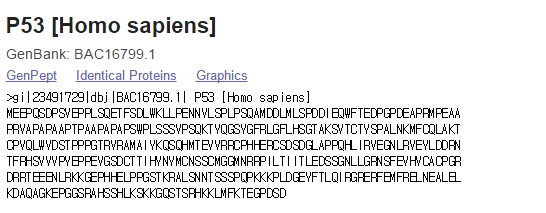 P53 [Homo sapiens]
GenBank: BAC16799.1
GenPept Identical Proteins Graphics
>gi|23491729|dbj|BAC16799.1| P53 [Homo sapiens]
MEEPQSDPSVEPPLSQETFSDLWKLLPENNVLSPLPSQAMDDLMLSPDDIEQWFTEDPGPDEAPRMPEAA
PRVAPAPAAPTPAAPAPAPSWPLSSSVPSQKTYQGSYGFRLGFLHSGTAKSVTCTYSPALNKMFCQLAKT
CPVQLWVDSTPPPGTRVRAMAIYKQSQHMTEVVRRCPHHERCSDSDGLAPPQHLIRVEGNLRVEYLDDRN
TFRHSVVVPYEPPEVGSDCTTIHYNYMCNSSCMGGMNRRPILTIITLEDSSGNLLGRNSFEVHVCACPGR
DRRTEEENLRKKGEPHHELPPGSTKRALSNNTSSSPQPKKKPLDGEYFTLQIRGRERFEMFRELNEALEL
KDAQAGKEPGGSRAHSSHLKSKKGQSTSRHKKLMFKTEGPDSD